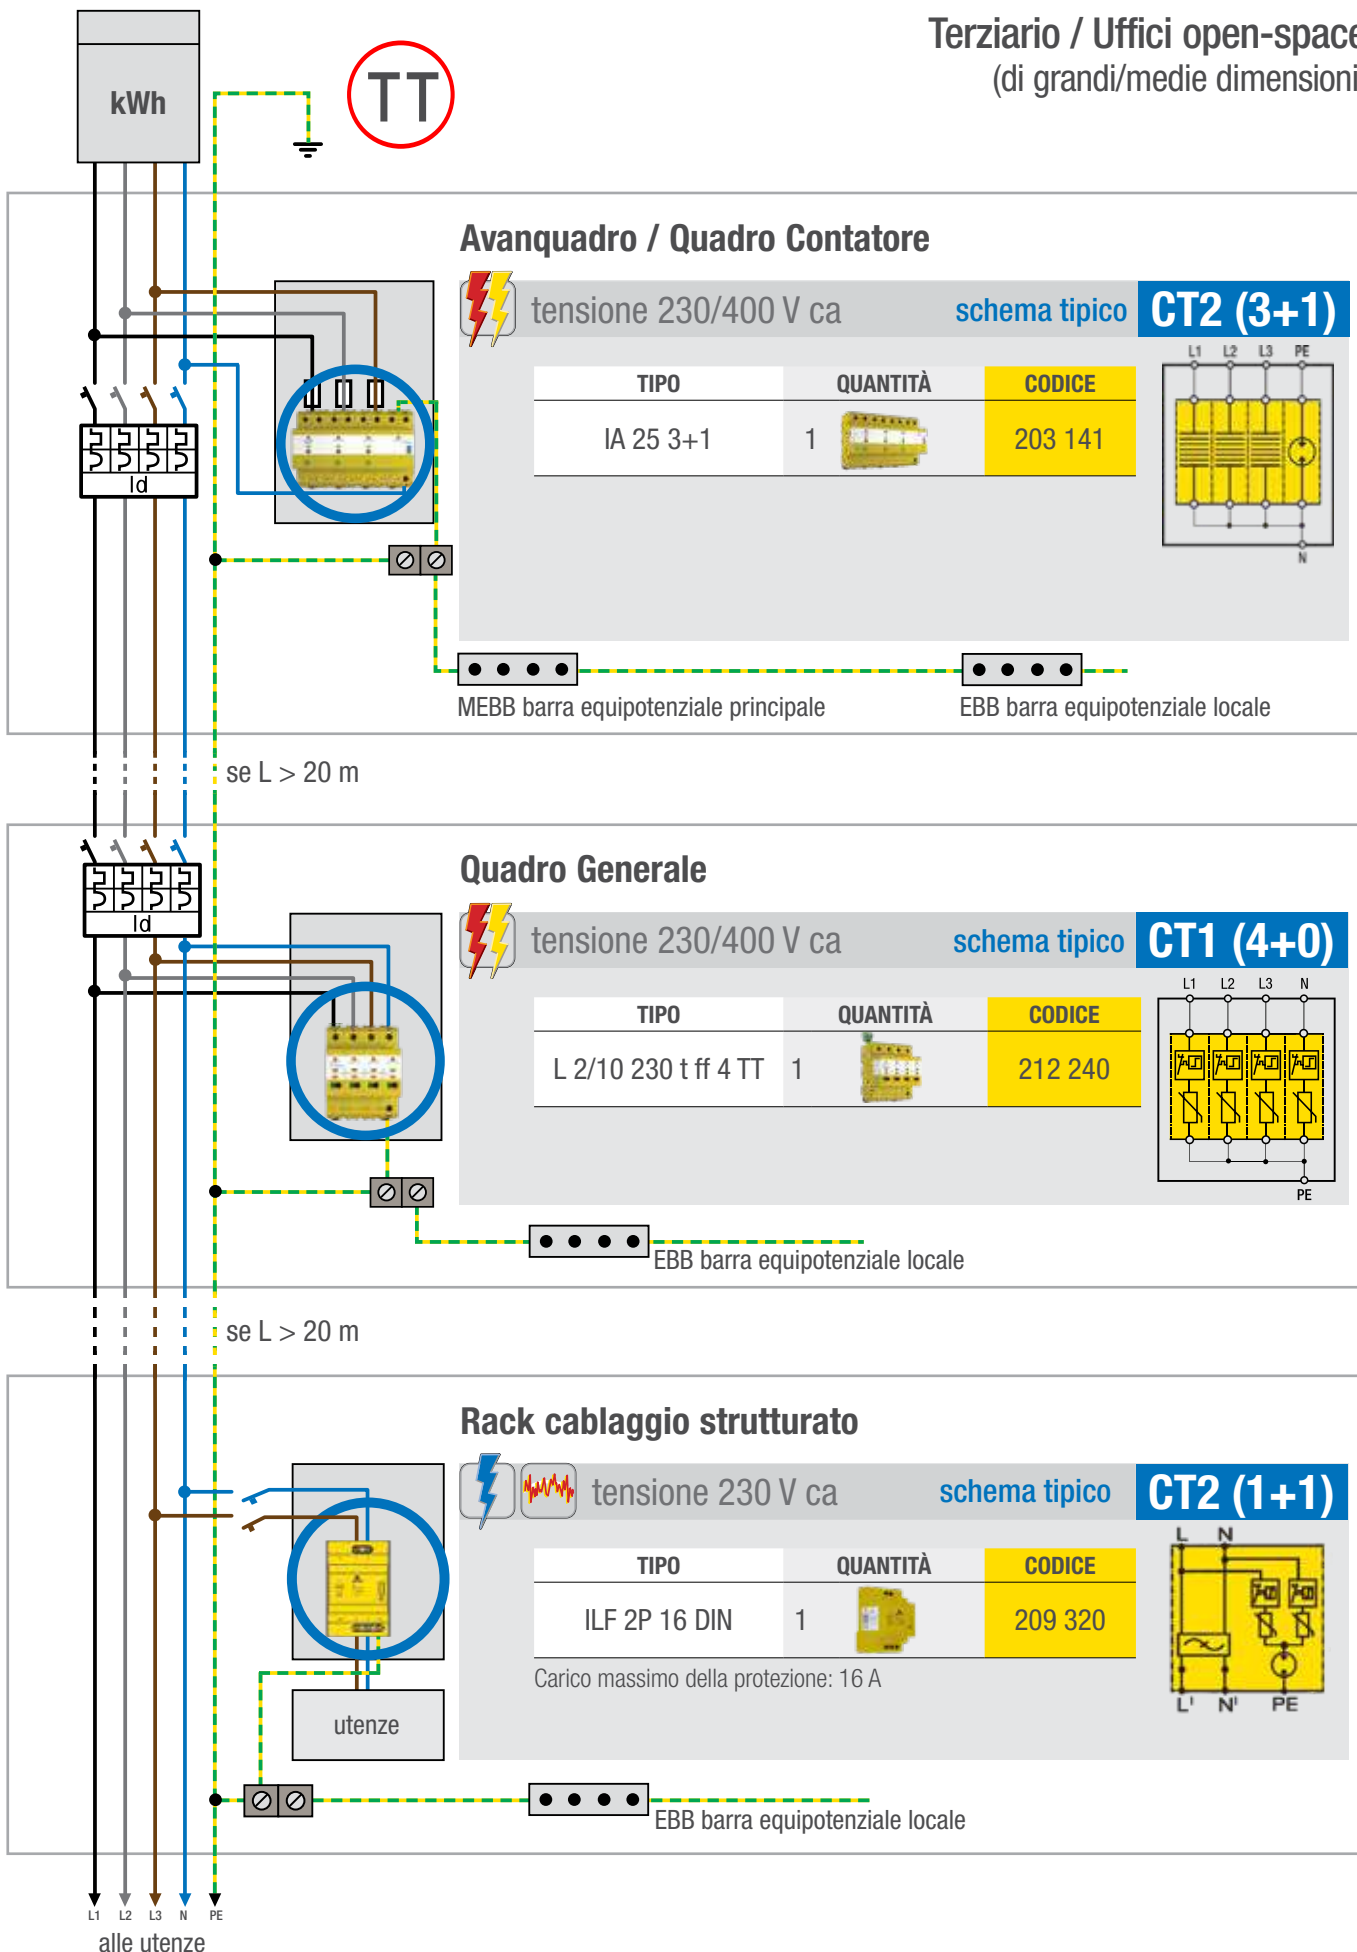 Terziario / Uffici open-space
(di grandi/medie dimensioni
kWh
TT
Avanquadro / Quadro Contatore
tensione 230/400 V ca
schema tipico
CT2 (3+1)
L1 L2 L3 PE
TIPO QUANTITÀ CODICE
IA 25 3+1 1 203 141
Id
N
MEBB barra equipotenziale principale
EBB barra equipotenziale locale
se L > 20 m
Quadro Generale
Id
tensione 230/400 V ca
schema tipico
CT1 (4+0)
L1 L2 L3 N
TIPO QUANTITÀ CODICE
L 2/10 230 t ff 4 TT 1 212 240
PE
EBB barra equipotenziale locale
se L > 20 m
Rack cablaggio strutturato
tensione 230 V ca
schema tipico
CT2 (1+1)
L N
TIPO QUANTITÀ CODICE
ILF 2P 16 DIN 1 209 320
Carico massimo della protezione: 16 A
L' N' PE
utenze
EBB barra equipotenziale locale
L1 L2 L3 N PE
alle utenze